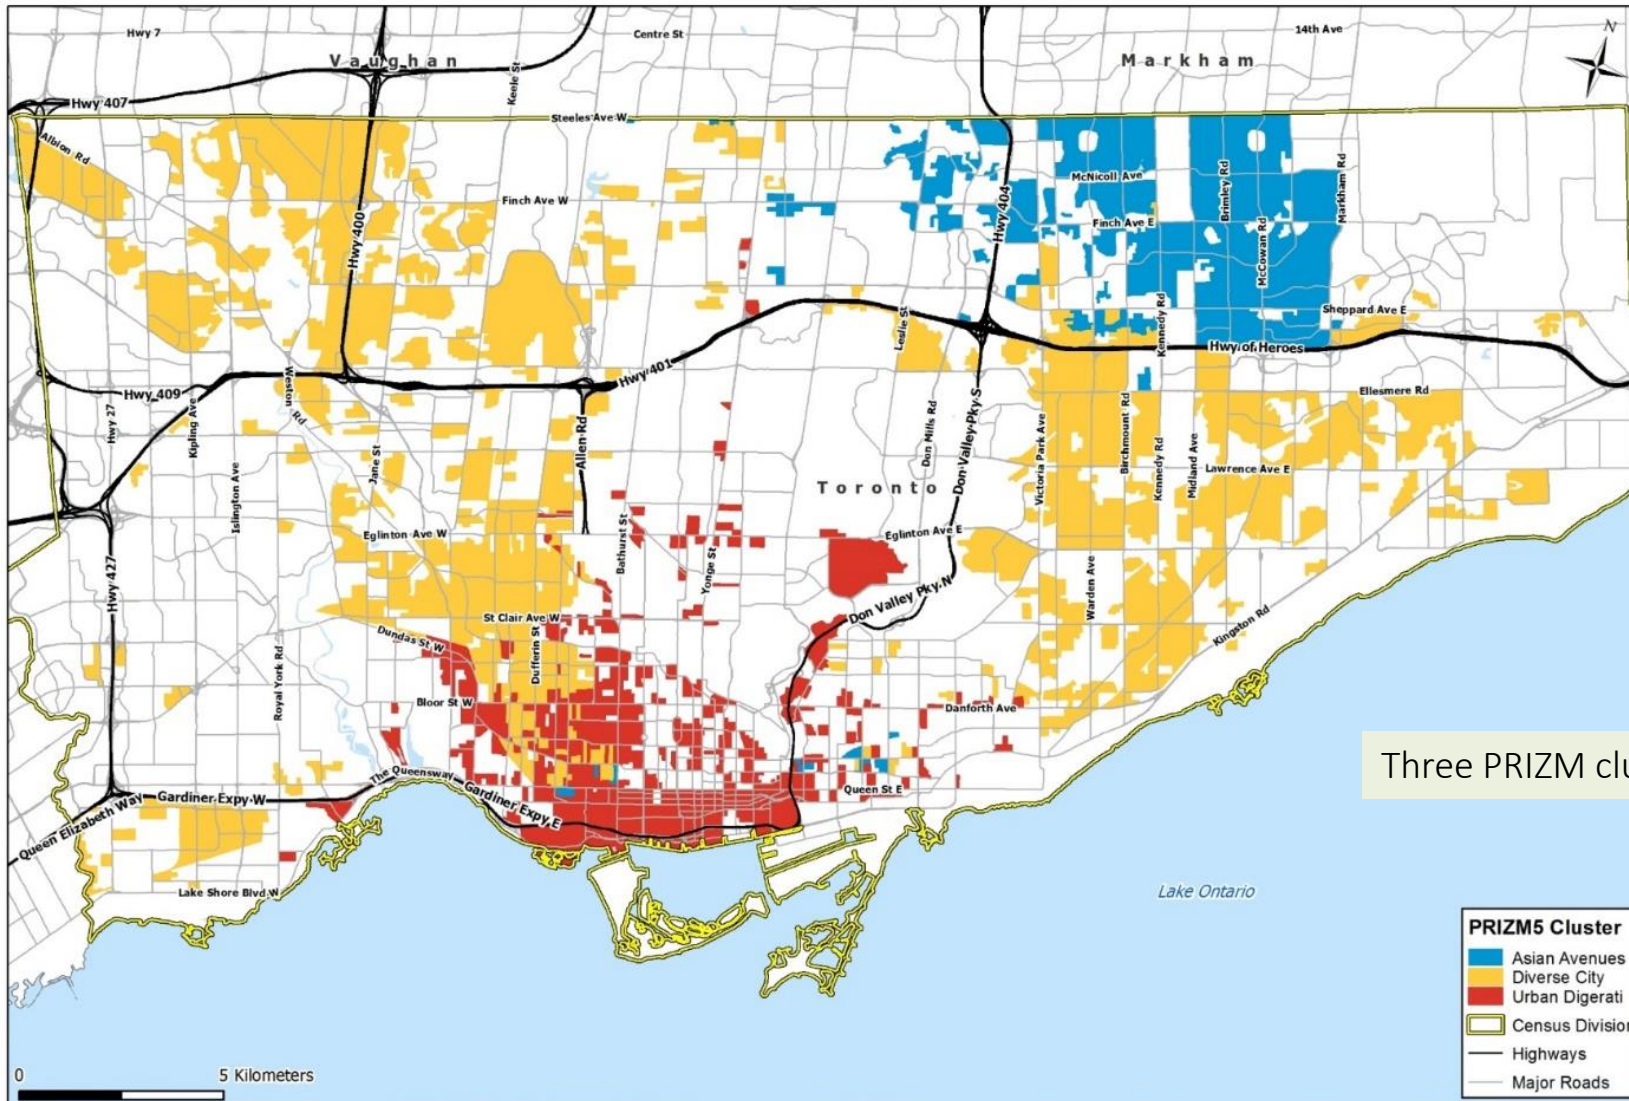 Hwy 7
Centre St
14th Ave
N
Vaughan
Markham
Keele St
Hwy 407
Steeles Ave W
Albion Rd
McNicoll Ave
Finch Ave W
Finch Ave E
Brimley Rd
Markham Rd
Hwy 400
Hwy 404
McCowan Rd
Sheppard Ave E
Leslie St
Kennedy Rd
Hwy of Heroes
Hwy 401
Hwy 409
Weston Rd
Ellesmere Rd
Hwy 27
Kipling Ave
Allen Rd
Don Mills Rd
Don Valley Pky S
Victoria Park Ave
Birchmount Rd
Kennedy Rd
Midland Ave
Lawrence Ave E
Jane St
Islington Ave
Toronto
Eglinton Ave W
Bathurst St
Yonge St
Eglinton Ave E
Hwy 427
Don Valley Pky N
Warden Ave
St Clair Ave W
Dundas St W
Dufferin St
Kingston Rd
Royal York Rd
Bloor St W
Danforth Ave
Three PRIZM clu
The Queensway
Gardiner Expy W
Gardiner Expy E
Queen St E
Queen Elizabeth Way
Lake Shore Blvd W
Lake Ontario
PRIZM5 Cluster
Asian Avenues
Diverse City
Urban Digerati
Census Division
Highways
Major Roads
0 5 Kilometers